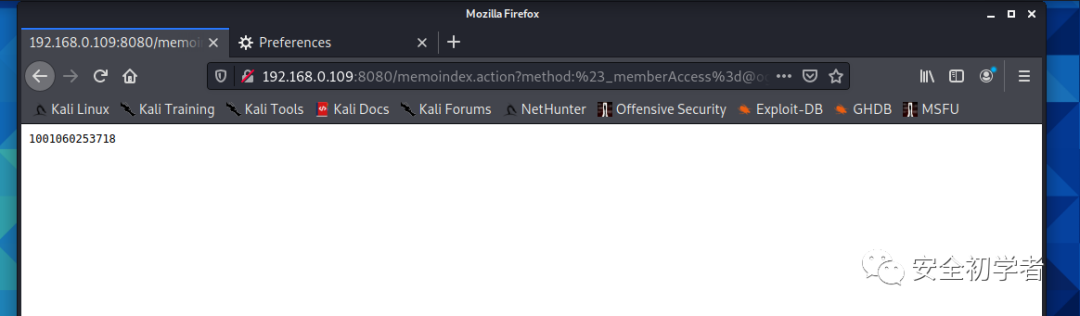 Mozilla Firefox
192.168.0.109:8080/memoin
Preferences
192.168.0.109:8080/memoindex.action?method:%23_memberAccess%3d@o
Kali Linux Kali Training Kali Tools Kali Docs Kali Forums NetHunter Offensive Security Exploit-DB GHDB MSFU
1001060253718
安全初学者